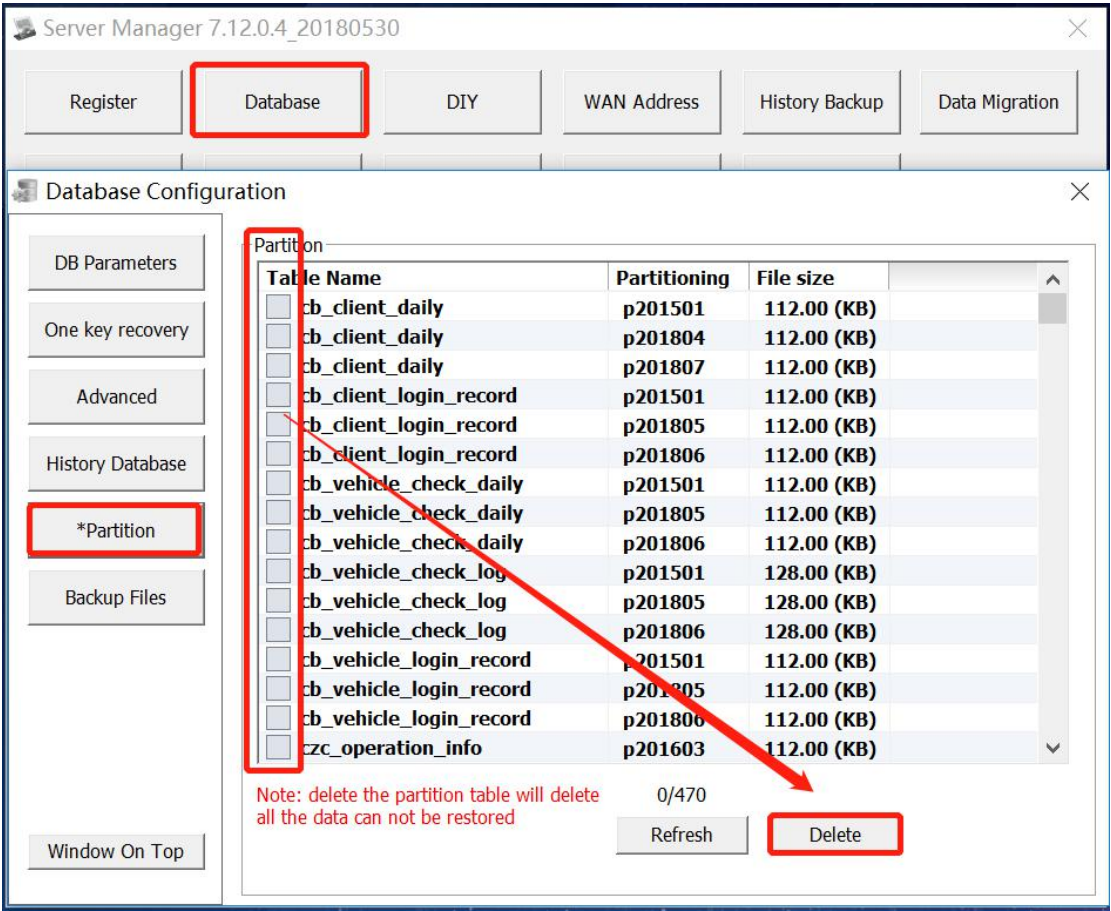 Server Manager 7.12.0.4_20180530
Register Database DIY WAN Address History Backup Data Migration
Database Configuration
DB Parameters
One key recovery
Advanced
History Database
*Partition
Backup Files
Window On Top
Partition
Table Name Partitioning File size
cb_client_daily p201501 112.00 (KB)
cb_client_daily p201804 112.00 (KB)
cb_client_daily p201807 112.00 (KB)
cb_client_login_record p201501 112.00 (KB)
cb_client_login_record p201805 112.00 (KB)
cb_client_login_record p201806 112.00 (KB)
cb_vehicle_check_daily p201501 112.00 (KB)
cb_vehicle_check_daily p201805 112.00 (KB)
cb_vehicle_check_daily p201806 112.00 (KB)
cb_vehicle_check_log p201501 128.00 (KB)
cb_vehicle_check_log p201805 128.00 (KB)
cb_vehicle_check_log p201806 128.00 (KB)
cb_vehicle_login_record p201501 112.00 (KB)
cb_vehicle_login_record p201805 112.00 (KB)
cb_vehicle_login_record p201806 112.00 (KB)
czc_operation_info p201603 112.00 (KB)
Note: delete the partition table will delete
all the data can not be restored
0/470
Refresh Delete